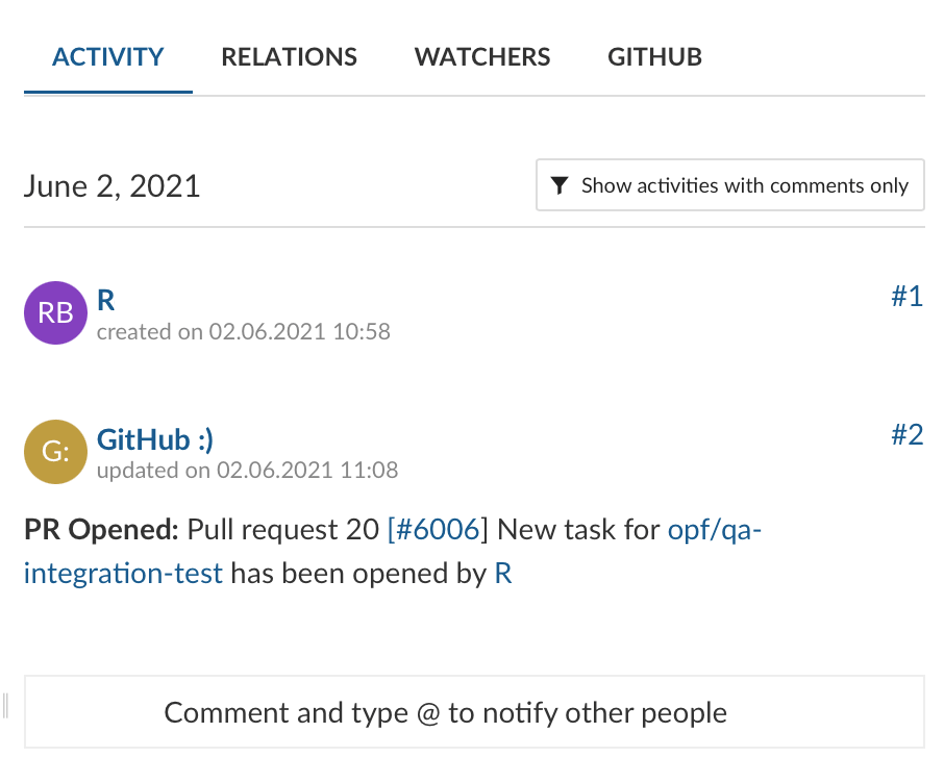 ACTIVITY RELATIONS WATCHERS GITHUB
June 2, 2021 Show activities with comments only
RB R #1
created on 02.06.2021 10:58
G: GitHub :) #2
updated on 02.06.2021 11:08
PR Opened: Pull request 20 [#6006] New task for opf/qa-
integration-test has been opened by R
Comment and type @ to notify other people